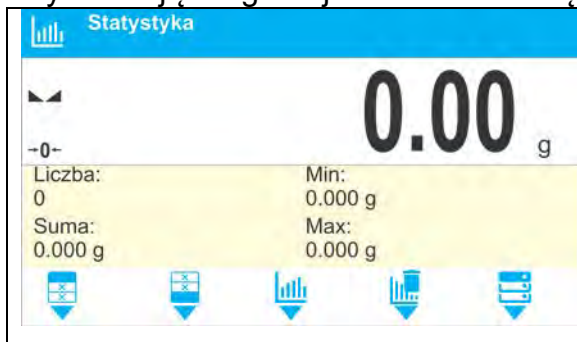 Statystyka
0.00 g
→0←
Liczba:
0
Min:
0.000 g
Suma:
0.000 g
Max:
0.000 g